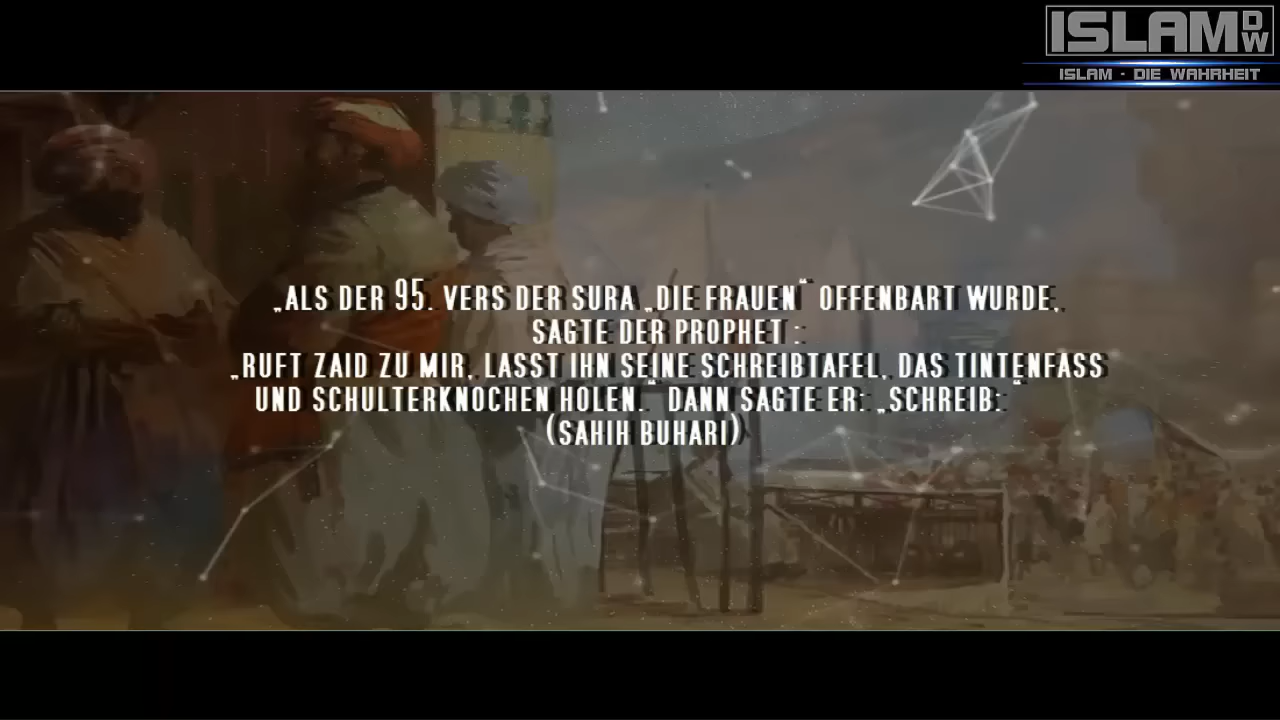 ISLAM DW
ISLAM - DIE WAHRHEIT
„ALS DER 95. VERS DER SURA „DIE FRAUEN“ OFFENBART WURDE,
SAGTE DER PROPHET :
„RUFT ZAID ZU MIR, LASST IHN SEINE SCHREIBTAFEL, DAS TINTENFASS
UND SCHULTERKNOCHEN HOLEN.“ DANN SAGTE ER: „SCHREIB: “
(SAHIH BUHARI)